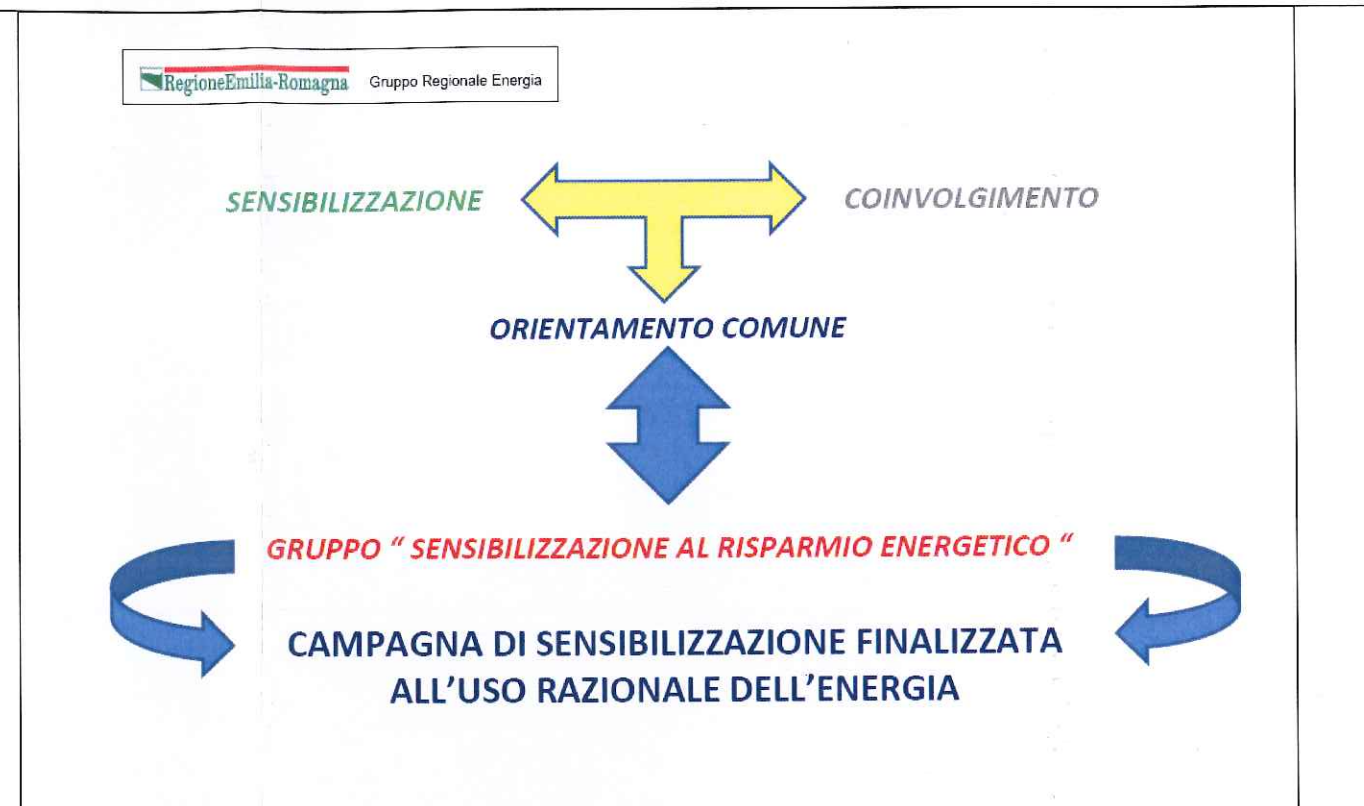 RegioneEmilia-Romagna Gruppo Regionale Energia
SENSIBILIZZAZIONE COINVOLGIMENTO
ORIENTAMENTO COMUNE
GRUPPO “ SENSIBILIZZAZIONE AL RISPARMIO ENERGETICO “
CAMPAGNA DI SENSIBILIZZAZIONE FINALIZZATA
ALL’USO RAZIONALE DELL’ENERGIA